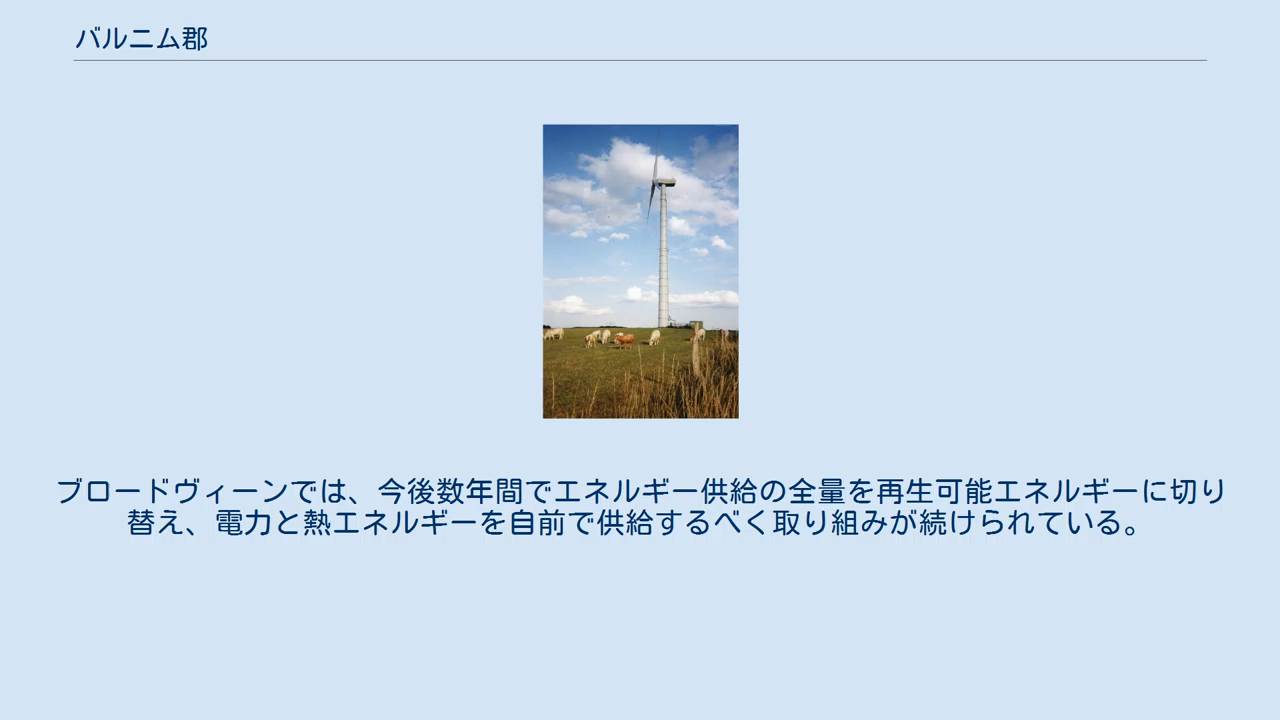 バルニム郡
ブロードヴィーンでは、今後数年間でエネルギー供給の全量を再生可能エネルギーに切り
替え、電力と熱エネルギーを自前で供給するべく取り組みが続けられている。